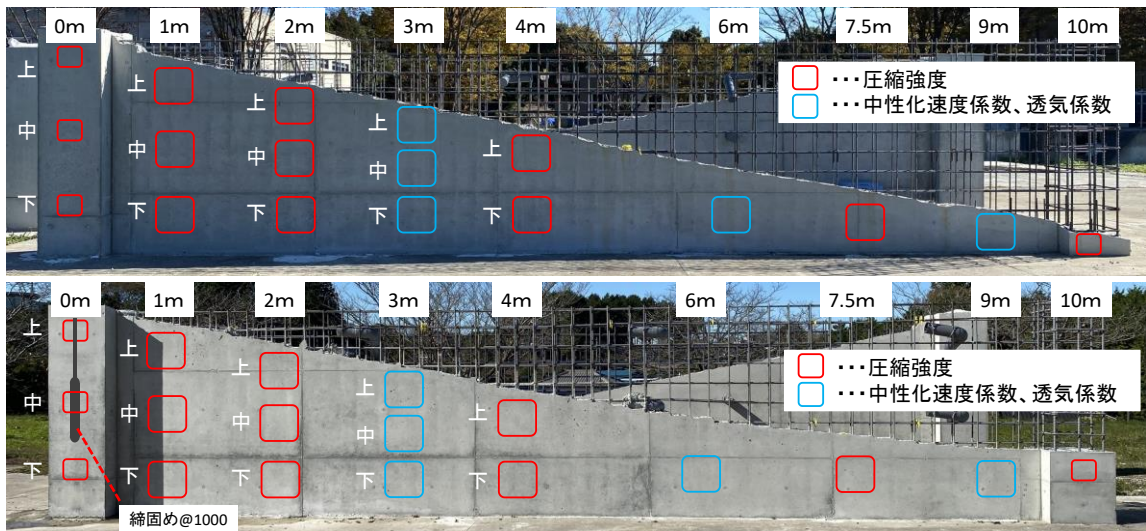 0m 1m 2m 3m 4m 6m 7.5m 9m 10m
上 上 上 上 上
中 中 中 中
下 下 下 下 下
･･･圧縮強度
･･･中性化速度係数、透気係数
0m 1m 2m 3m 4m 6m 7.5m 9m 10m
上 上 上 上 上
中 中 中 中
下 下 下 下 下
･･･圧縮強度
･･･中性化速度係数、透気係数
締固め@1000